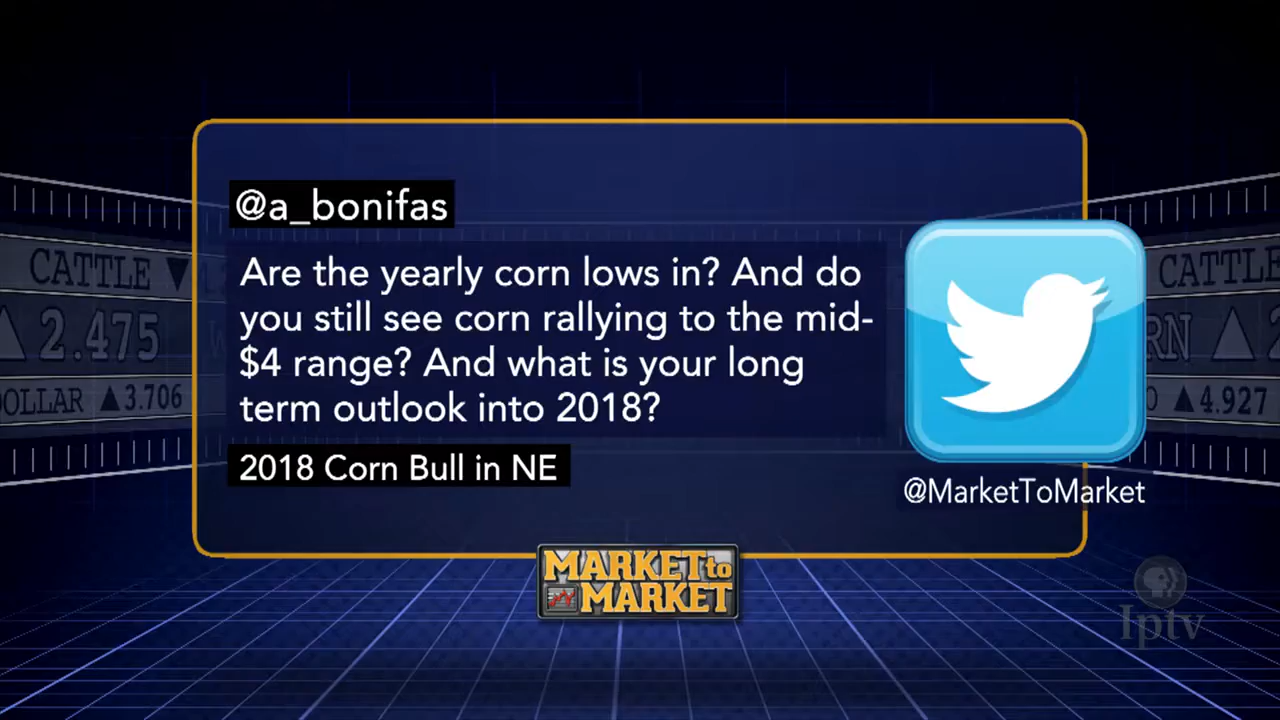 @a_bonifas
Are the yearly corn lows in? And do
you still see corn rallying to the mid-
$4 range? And what is your long
term outlook into 2018?
2018 Corn Bull in NE
@MarketToMarket
MARKET to
MARKET
CATTLE ▼
▲ 2.475
OLLAR ▲3.706
CATTLE
RN ▲
▲4.927
Iptv